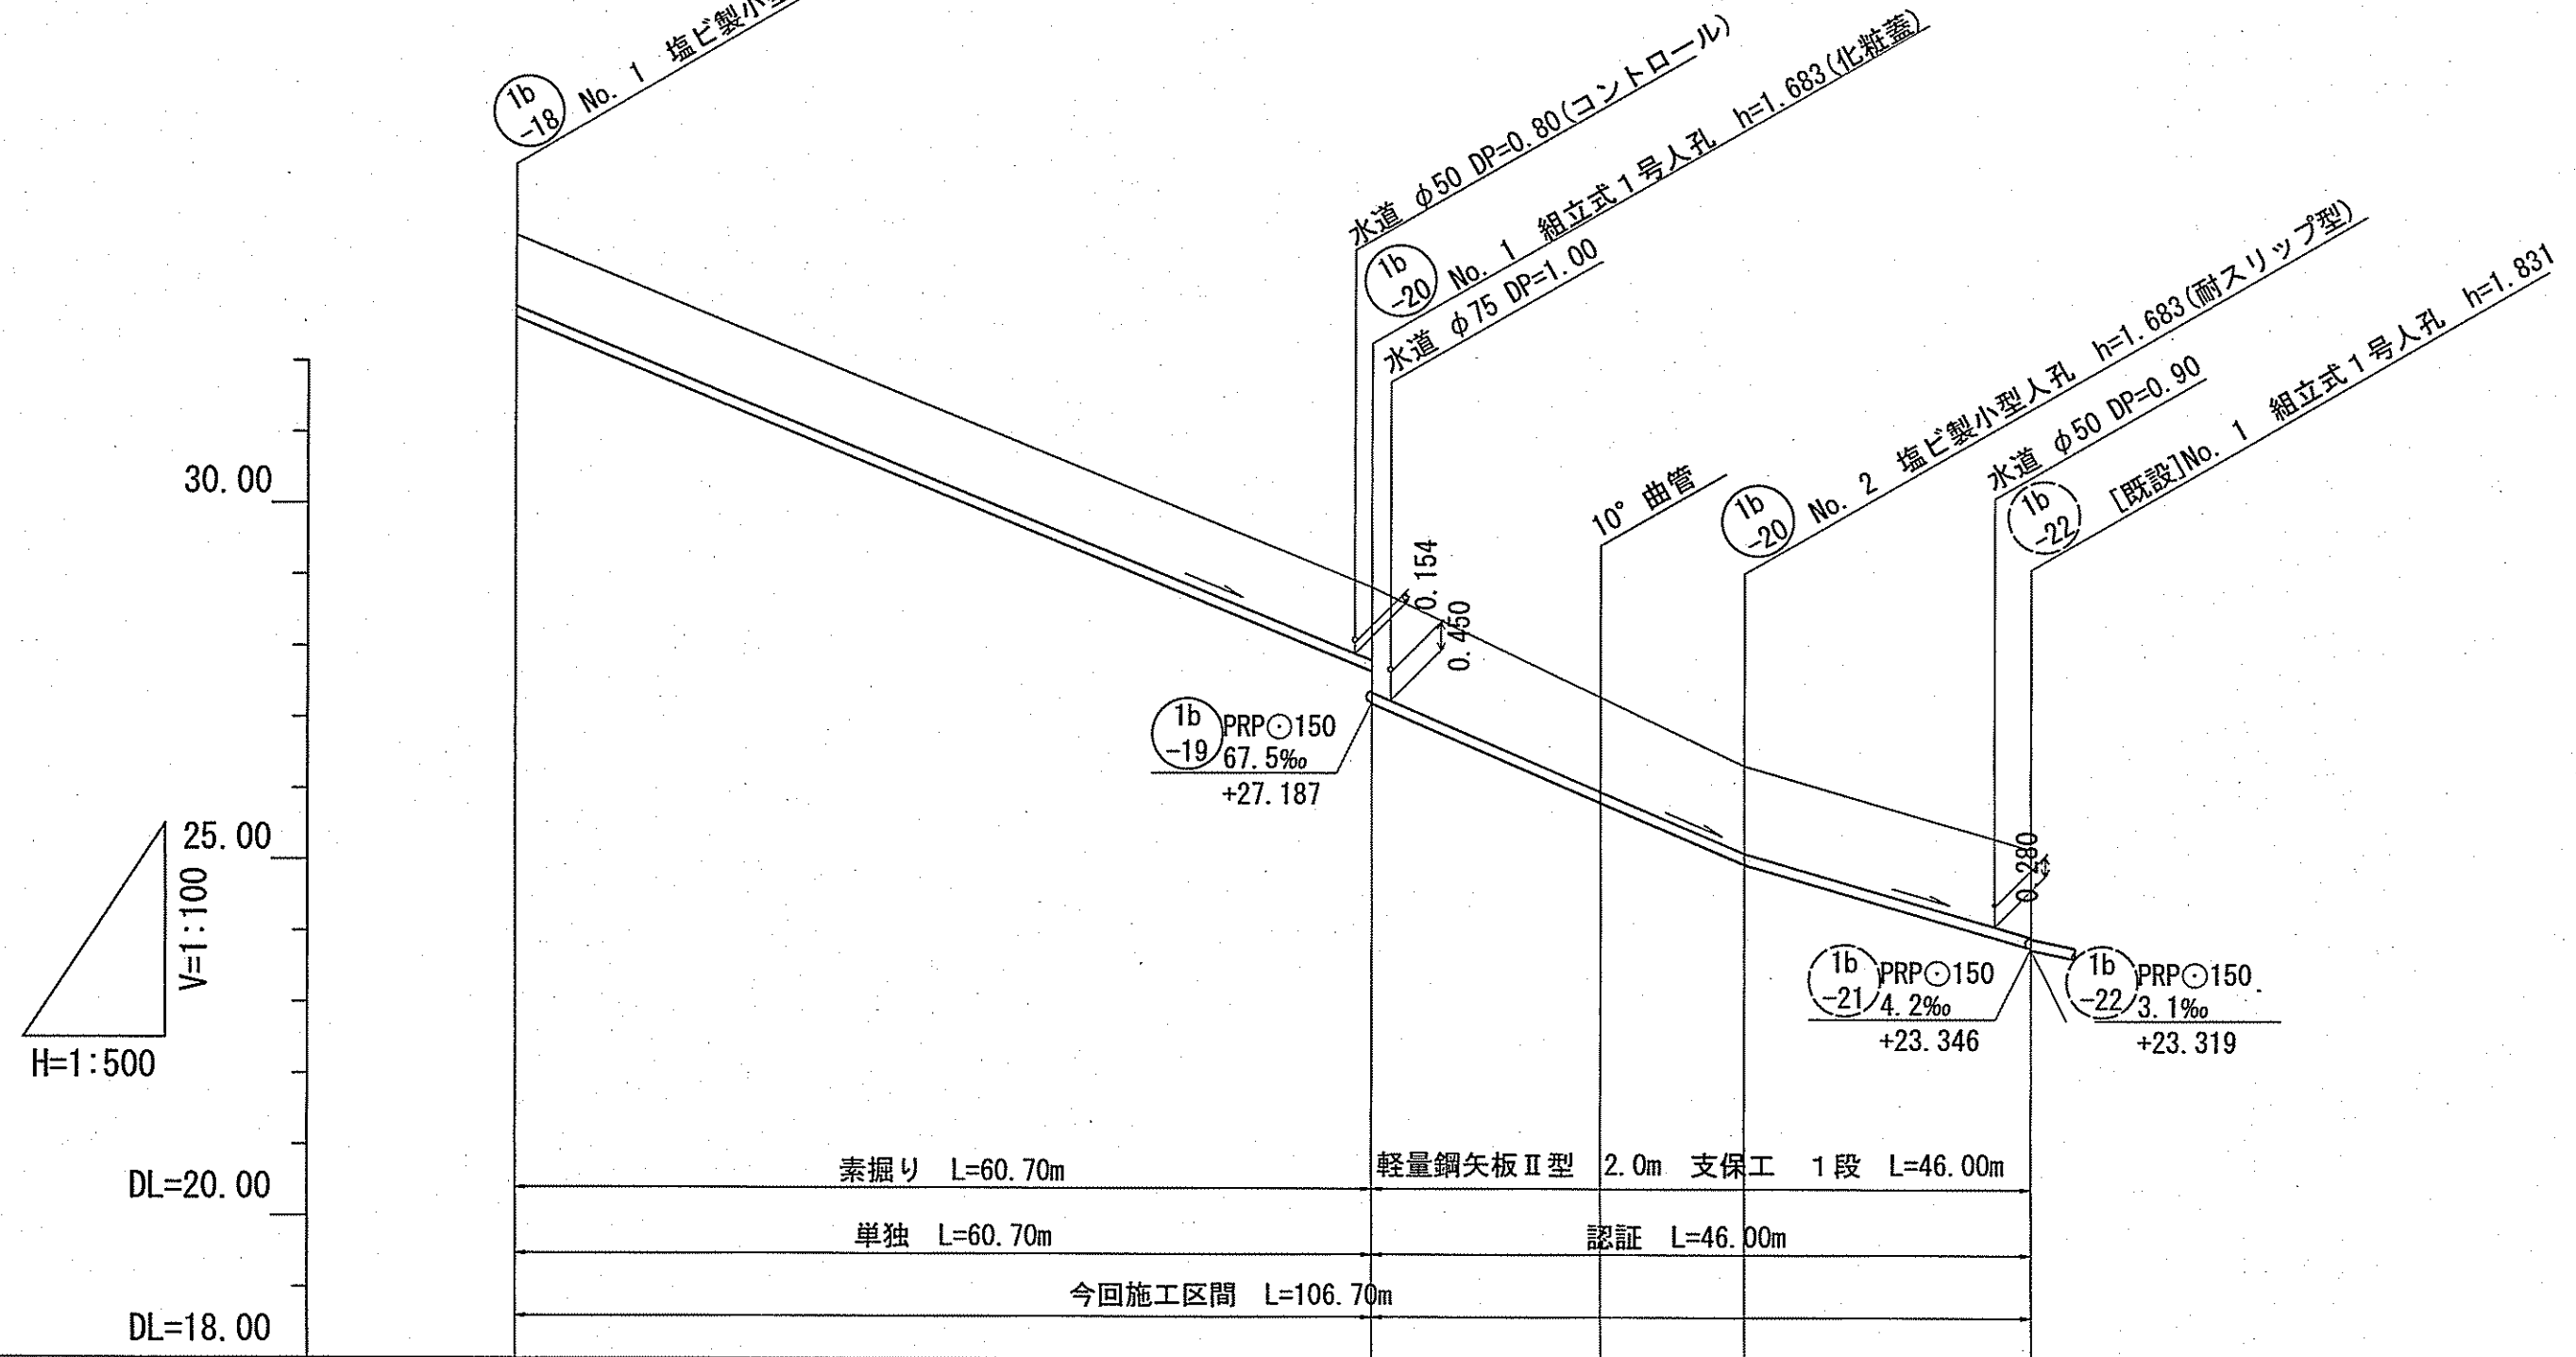 1b
-18
No. 1 塩ビ製小型
水道 φ50 DP=0.80(コントロール)
1b
-20
No. 1 組立式1号人孔 h=1.683(化粧蓋)
水道 φ75 DP=1.00
10° 曲管
1b
-20
No. 2 塩ビ製小型人孔 h=1.683(耐スリップ型)
水道 φ50 DP=0.90
1b
-22
[既設]No. 1 組立式1号人孔 h=1.831
30.00
0.154
0.450
1b
-19
PRP⊙150
67.5‰
+27.187
25.00
V=1:100
H=1:500
0.280
1b
-21
PRP⊙150
4.2‰
+23.346
1b
-22
PRP⊙150
3.1‰
+23.319
DL=20.00
素掘り L=60.70m
軽量鋼矢板Ⅱ型 2.0m 支保工 1段 L=46.00m
単独 L=60.70m
認証 L=46.00m
今回施工区間 L=106.70m
DL=18.00